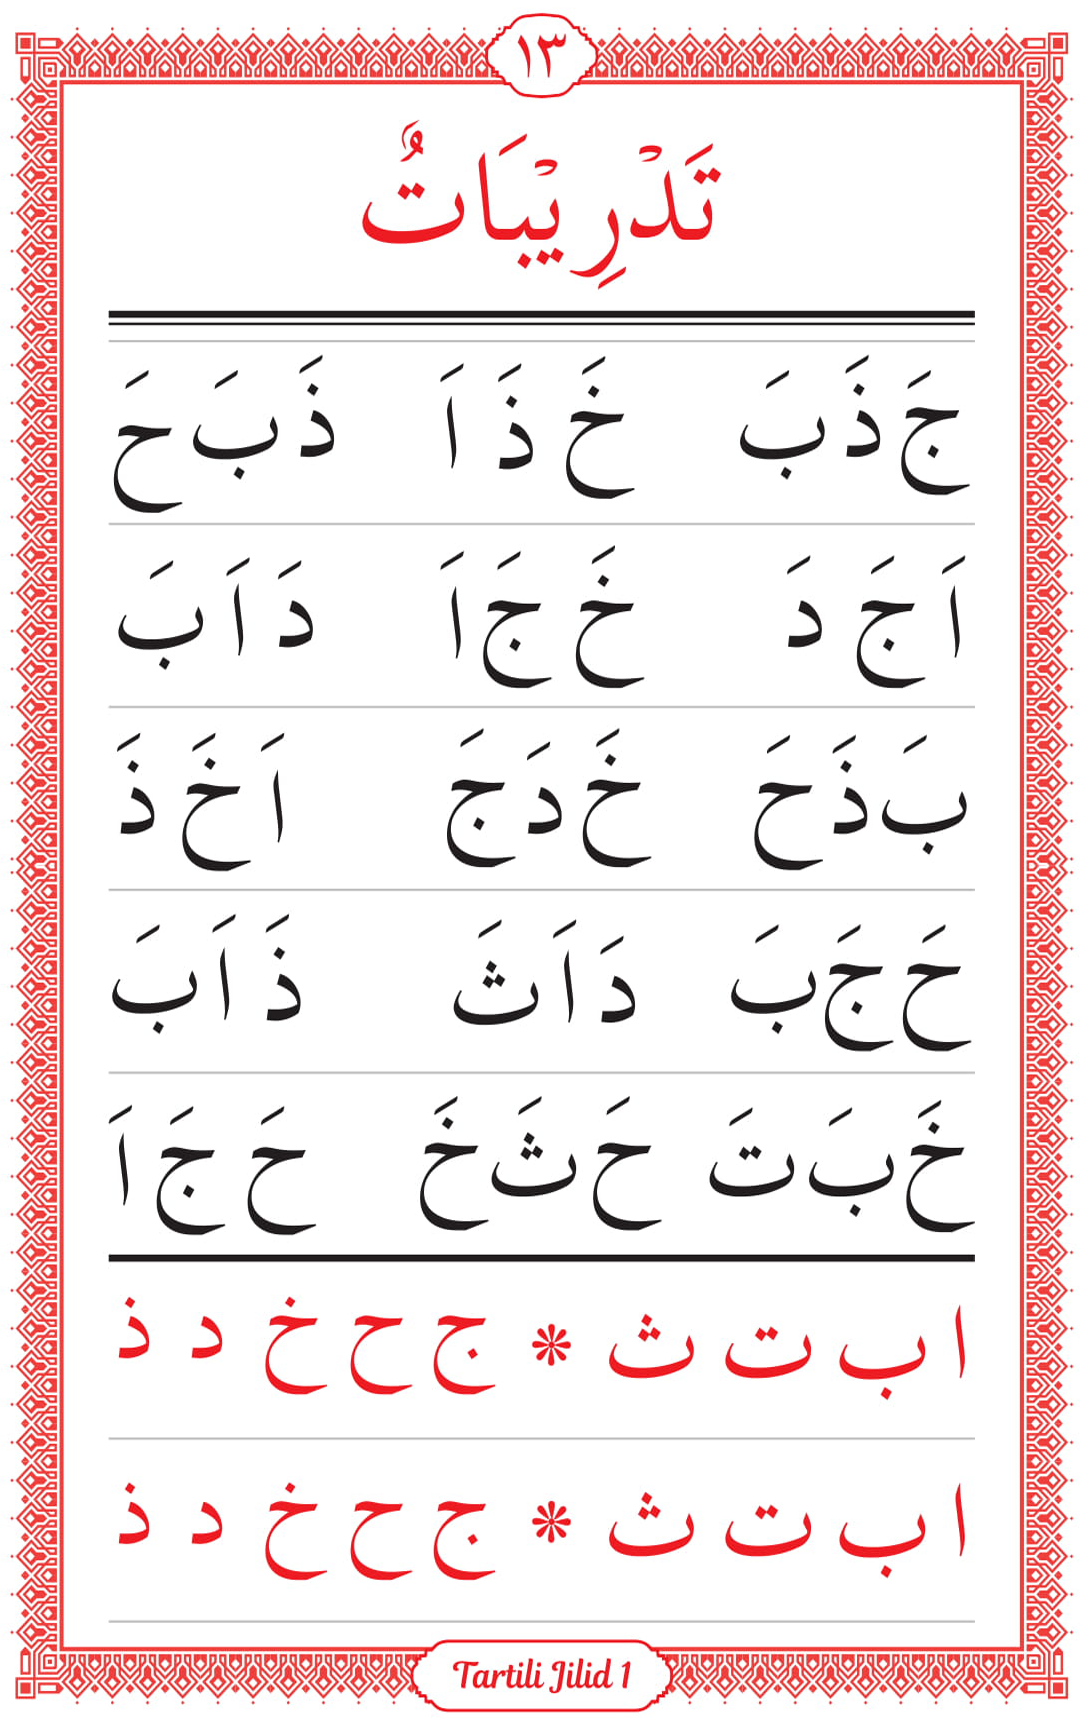 ١٣
تَدْرِيْبَاتٌ
جَ ذَ بَ خَ ذَ اَ ذَ بَ حَ
اَ جَ دَ خَ جَ اَ دَ اَ بَ
بَ ذَ حَ خَ دَ جَ اَ خَ ذَ
حَ جَ بَ دَ اَ ثَ ذَ اَ بَ
خَ بَ تَ حَ ثَ خَ حَ جَ اَ
ا ب ت ث * ج ح خ د ذ
ا ب ت ث * ج ح خ د ذ
Tartili Jilid 1